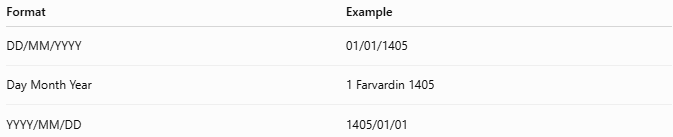 Format Example
DD/MM/YYYY 01/01/1405
Day Month Year 1 Farvardin 1405
YYYY/MM/DD 1405/01/01